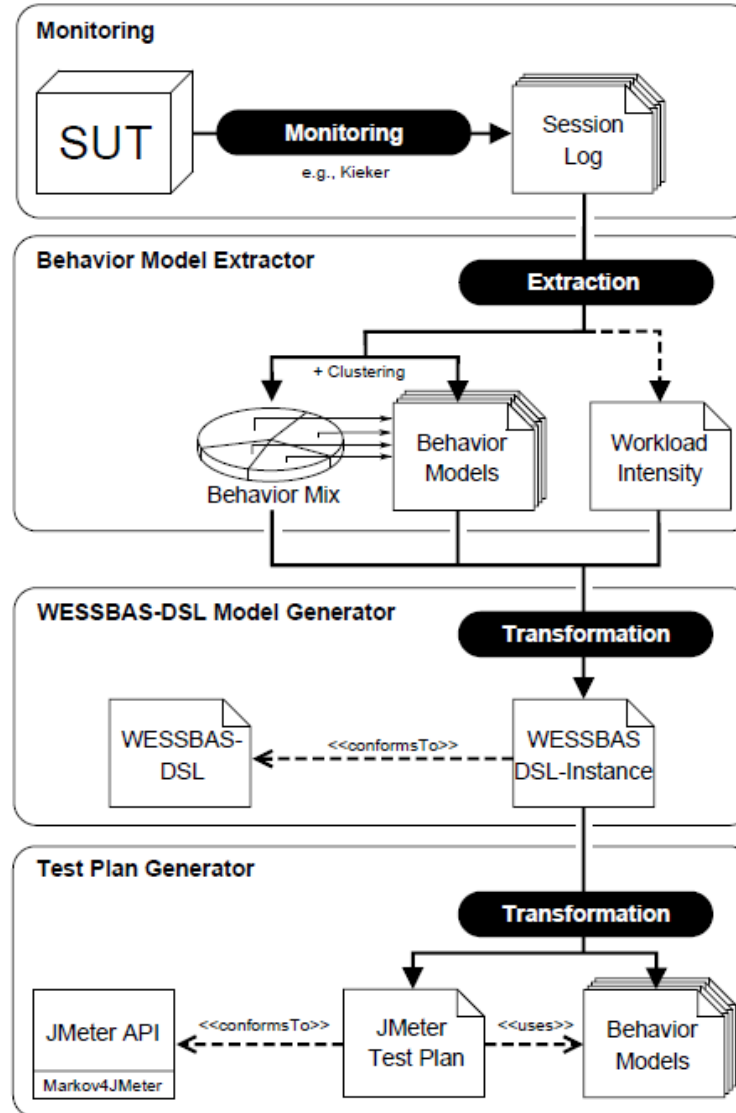 Monitoring
SUT
Monitoring
e.g., Kieker
Session
Log
Behavior Model Extractor
Extraction
+ Clustering
Behavior Mix
Behavior
Models
Workload
Intensity
WESSBAS-DSL Model Generator
Transformation
WESSBAS-
DSL
<<conformsTo>>
WESSBAS
DSL-Instance
Test Plan Generator
Transformation
JMeter API
Markov4JMeter
<<conformsTo>>
JMeter
Test Plan
<<uses>>
Behavior
Models